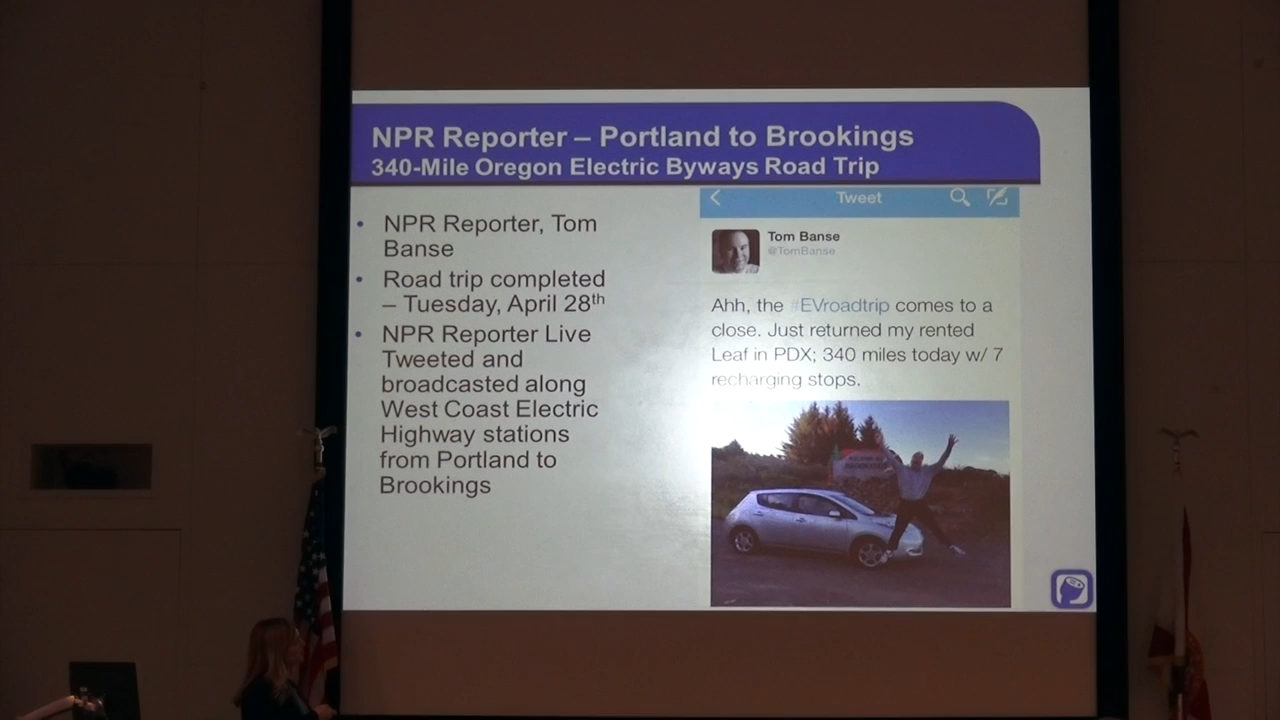 NPR Reporter – Portland to Brookings
340-Mile Oregon Electric Byways Road Trip
• NPR Reporter, Tom
Banse
• Road trip completed
– Tuesday, April 28th
• NPR Reporter Live
Tweeted and
broadcasted along
West Coast Electric
Highway stations
from Portland to
Brookings
Tweet
Tom Banse
@TomBanse
Ahh, the #EVroadtrip comes to a
close. Just returned my rented
Leaf in PDX; 340 miles today w/ 7
recharging stops.